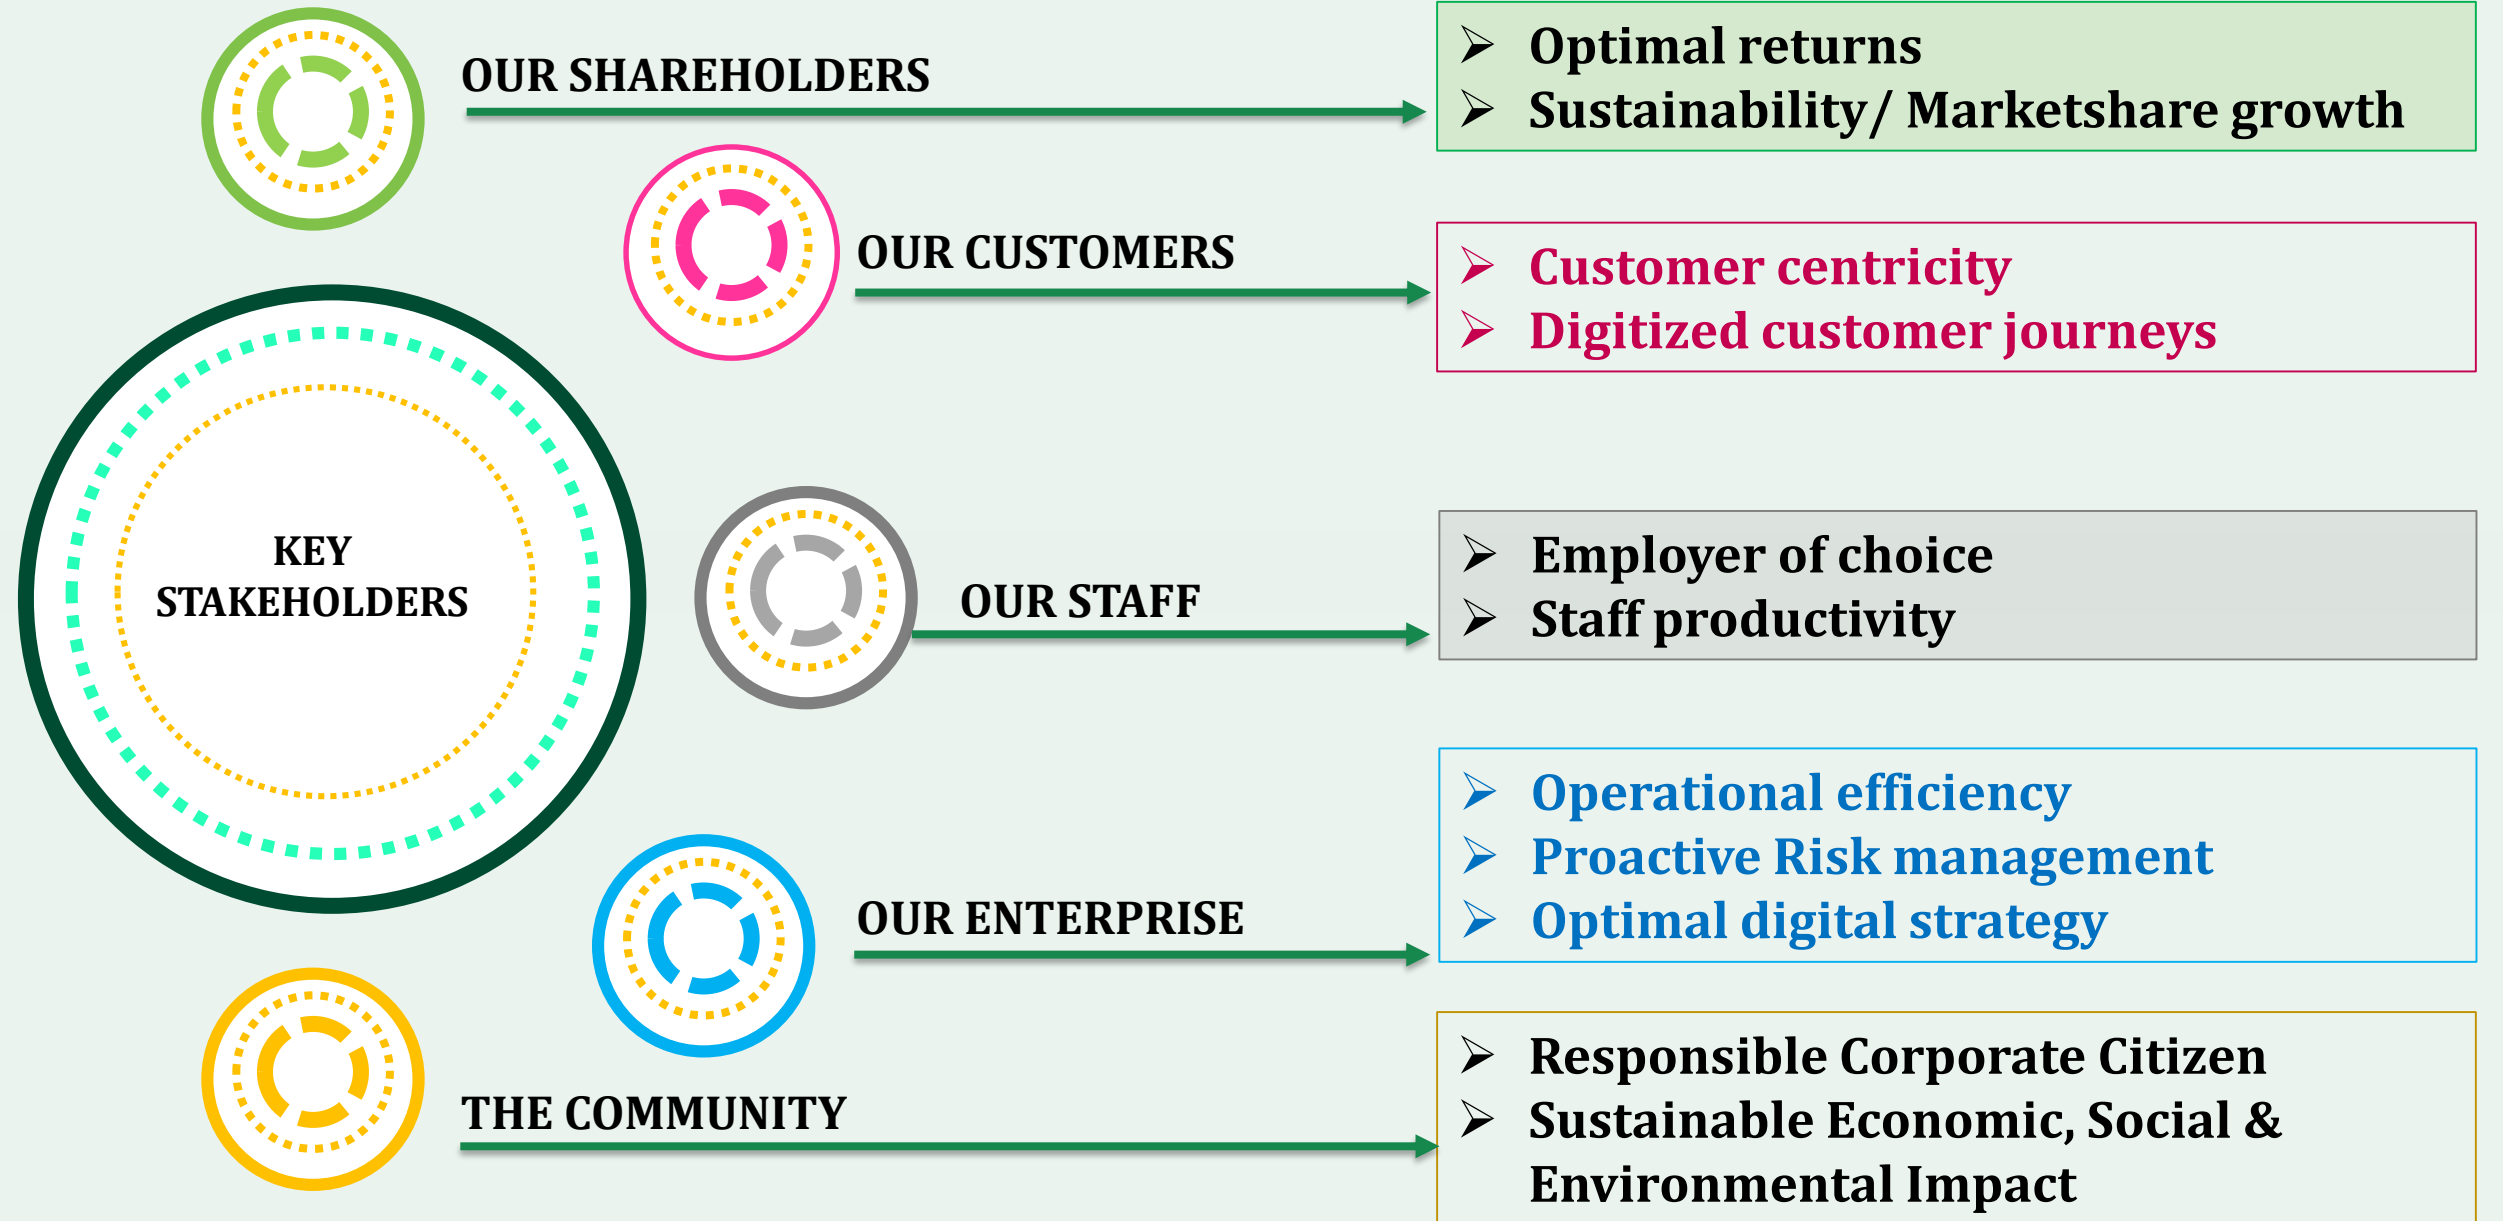 OUR SHAREHOLDERS
Optimal returns
Sustainability/ Marketshare growth
OUR CUSTOMERS
Customer centricity
Digitized customer journeys
KEY
STAKEHOLDERS
OUR STAFF
Employer of choice
Staff productivity
OUR ENTERPRISE
Operational efficiency
Proactive Risk management
Optimal digital strategy
THE COMMUNITY
Responsible Corporate Citizen
Sustainable Economic, Social &
Environmental Impact